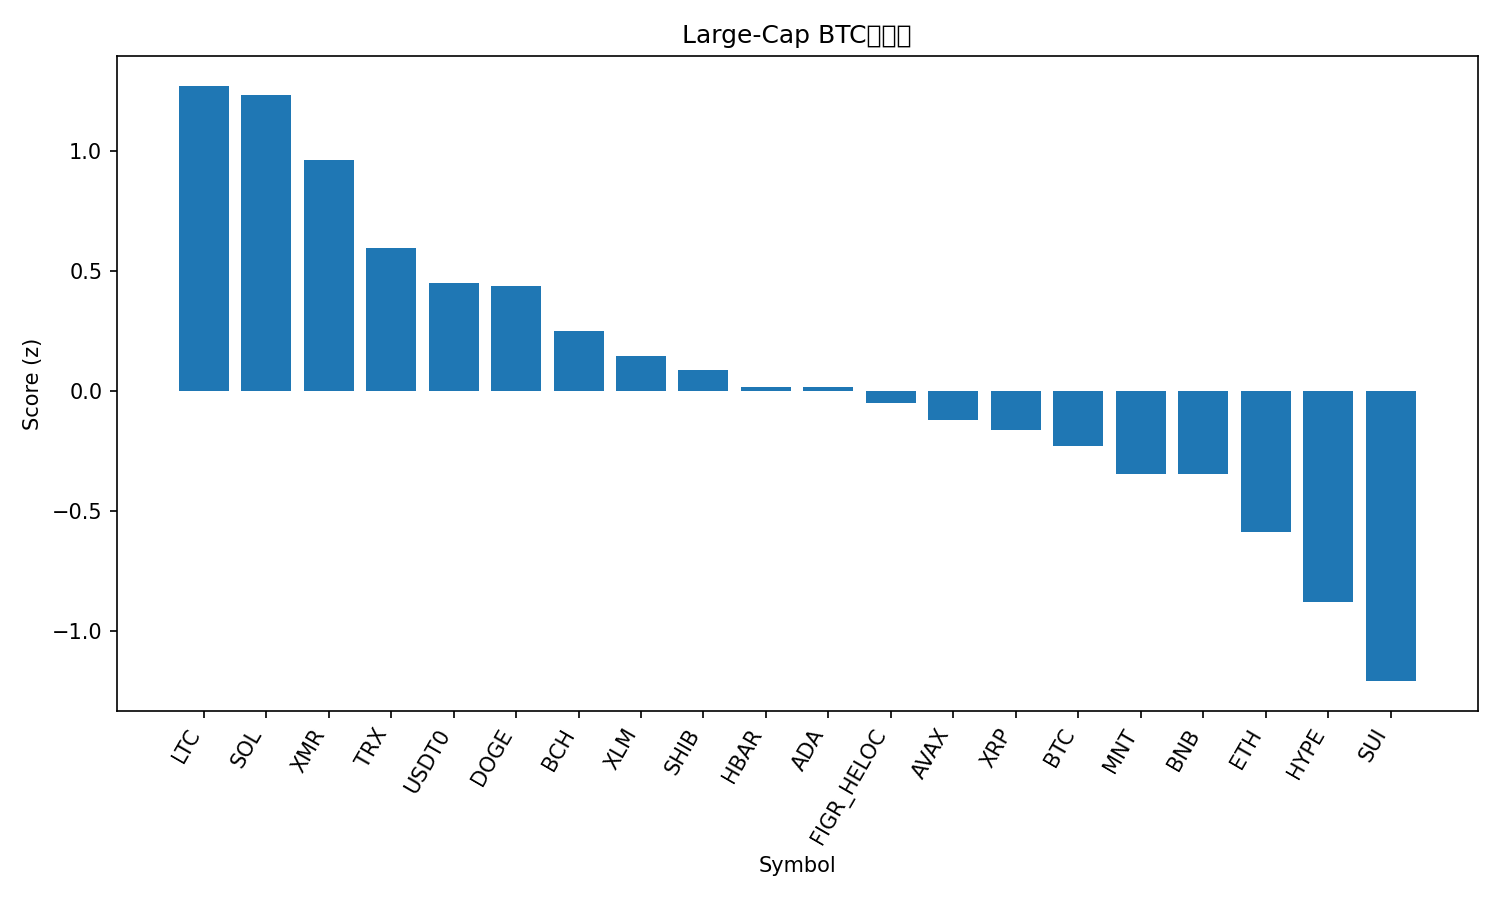 Large-Cap BTC
Score (z)
1.0
0.5
0.0
−0.5
−1.0
LTC
SOL
XMR
TRX
USDT0
DOGE
BCH
XLM
SHIB
HBAR
ADA
FIGR_HELOC
AVAX
XRP
BTC
MNT
BNB
ETH
HYPE
SUI
Symbol